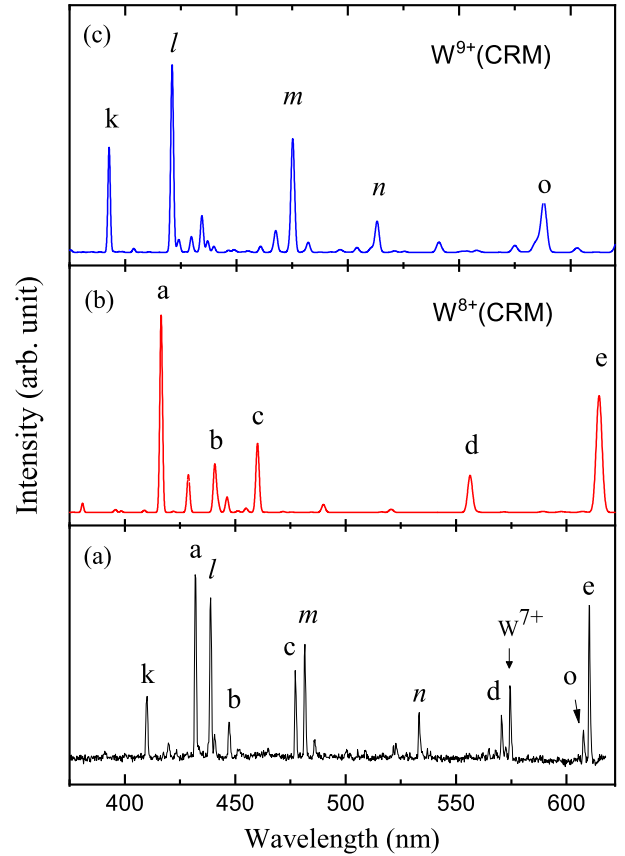 (c)
W9+(CRM)
k
l
m
n
o
(b)
W8+(CRM)
a
b
c
d
e
(a)
k
a
l
b
c
m
n
d
W7+
o
e
400 450 500 550 600
Wavelength (nm)
Intensity (arb. unit)